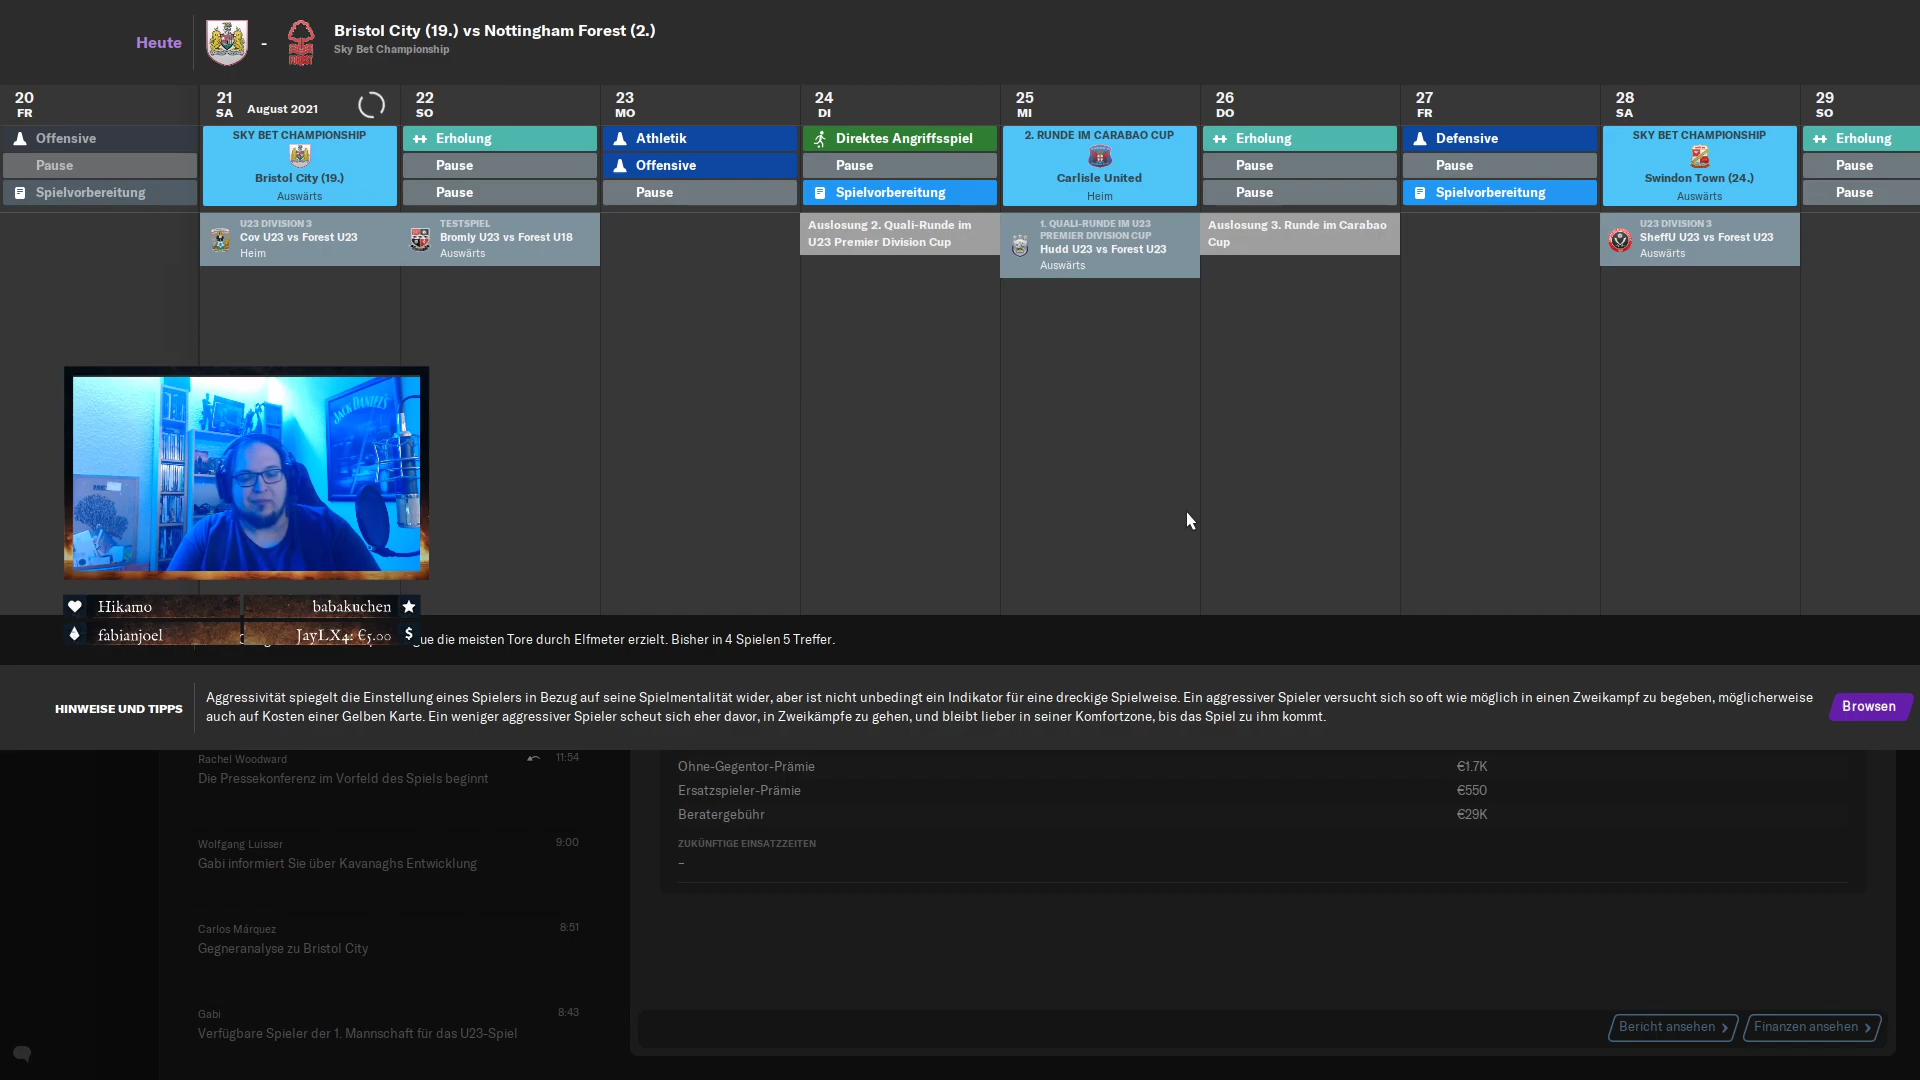 Heute
-
Bristol City (19.) vs Nottingham Forest (2.)
Sky Bet Championship
20
FR
21
SA
August 2021
22
SO
23
MO
24
DI
25
MI
26
DO
27
FR
28
SA
29
SO
Offensive
Pause
Spielvorbereitung
SKY BET CHAMPIONSHIP
Bristol City (19.)
Auswärts
Erholung
Pause
Pause
Athletik
Offensive
Pause
Direktes Angriffsspiel
Pause
Spielvorbereitung
2. RUNDE IM CARABAO CUP
Carlisle United
Heim
Erholung
Pause
Pause
Defensive
Pause
Spielvorbereitung
SKY BET CHAMPIONSHIP
Swindon Town (24.)
Auswärts
Erholung
Pause
Pause
U23 DIVISION 3
Cov U23 vs Forest U23
Heim
TESTSPIEL
Bromly U23 vs Forest U18
Auswärts
Auslosung 2. Quali-Runde im
U23 Premier Division Cup
1. QUALI-RUNDE IM U23
PREMIER DIVISION CUP
Hudd U23 vs Forest U23
Auswärts
Auslosung 3. Runde im Carabao
Cup
U23 DIVISION 3
SheffU U23 vs Forest U23
Auswärts
JACK DANIEL'S
Hikamo
babakuchen
fabianjoel
JayLX4: €5.00
$
die meisten Tore durch Elfmeter erzielt. Bisher in 4 Spielen 5 Treffer.
HINWEISE UND TIPPS
Aggressivität spiegelt die Einstellung eines Spielers in Bezug auf seine Spielmentalität wider, aber ist nicht unbedingt ein Indikator für eine dreckige Spielweise. Ein aggressiver Spieler versucht sich so oft wie möglich in einen Zweikampf zu begeben, möglicherweise
auch auf Kosten einer Gelben Karte. Ein weniger aggressiver Spieler scheut sich eher davor, in Zweikämpfe zu gehen, und bleibt lieber in seiner Komfortzone, bis das Spiel zu ihm kommt.
Browsen
Rachel Woodward
11:54
Die Pressekonferenz im Vorfeld des Spiels beginnt
Wolfgang Luisser
9:00
Gabi informiert Sie über Kavanaghs Entwicklung
Carlos Márquez
8:51
Gegneranalyse zu Bristol City
Gabi
8:43
Verfügbare Spieler der 1. Mannschaft für das U23-Spiel
Ohne-Gegentor-Prämie
€1.7K
Ersatzspieler-Prämie
€550
Beratergebühr
€29K
ZUKÜNFTIGE EINSATZZEITEN
-
Bericht ansehen
Finanzen ansehen